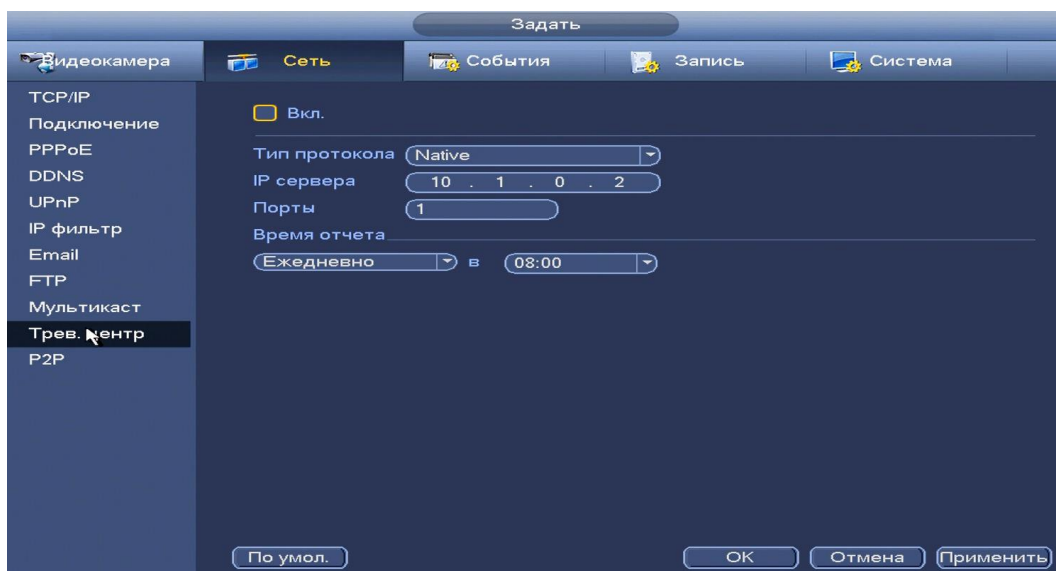 Задать
Видеокамера
Сеть
События
Запись
Система
TCP/IP
Подключение
PPPoE
DDNS
UPnP
IP фильтр
Email
FTP
Мультикаст
Трев. центр
P2P
Вкл.
Тип протокола Native
IP сервера 10 . 1 . 0 . 2
Порты 1
Время отчета
Ежедневно в 08:00
По умол. OK Отмена Применить